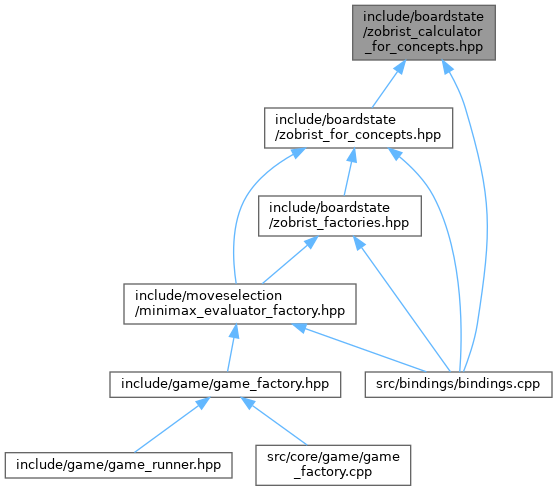 include/boardstate
/zobrist_calculator
_for_concepts.hpp
include/boardstate
/zobrist_for_concepts.hpp
include/boardstate
/zobrist_factories.hpp
include/moveselection
/minimax_evaluator_factory.hpp
include/game/game_factory.hpp
src/bindings/bindings.cpp
include/game/game_runner.hpp
src/core/game/game
_factory.cpp